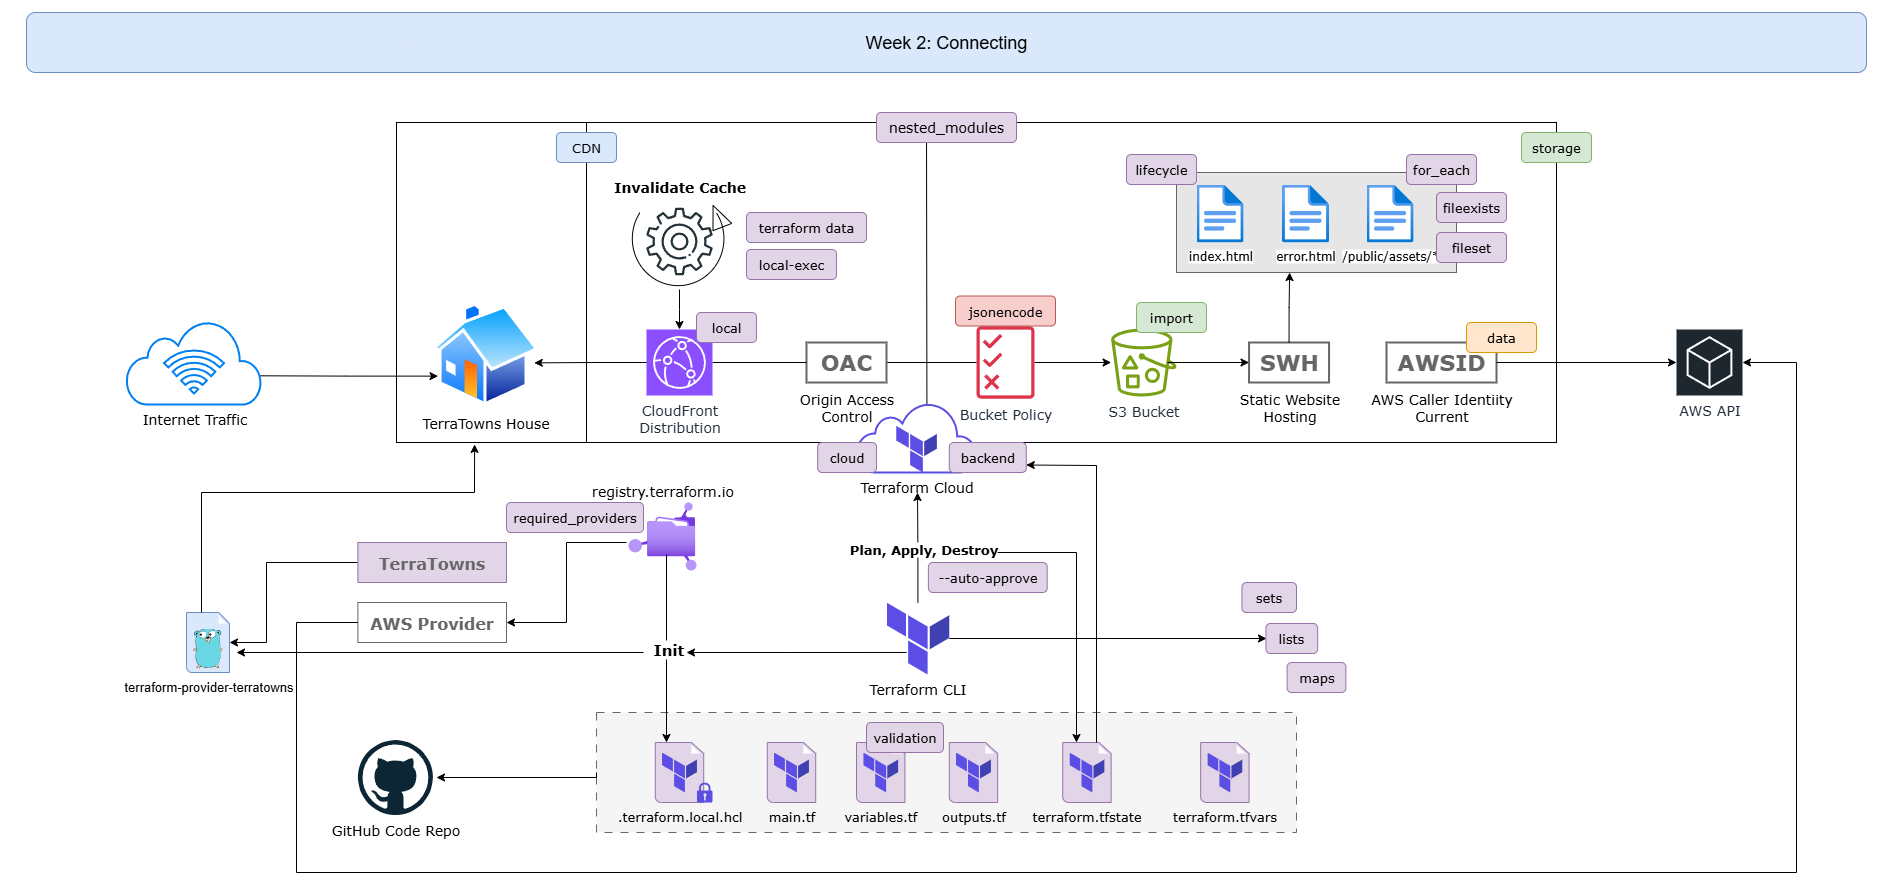 Week 2: Connecting
nested_modules
CDN
storage
lifecycle
for_each
Invalidate Cache
fileexists
terraform data
fileset
local-exec
index.html
error.html
/public/assets/*
jsonencode
import
local
data
OAC
SWH
AWSID
Internet Traffic
TerraTowns House
CloudFront
Distribution
Origin Access
Control
Bucket Policy
S3 Bucket
Static Website
Hosting
AWS Caller Identiity
Current
AWS API
cloud
backend
Terraform Cloud
registry.terraform.io
required_providers
Plan, Apply, Destroy
TerraTowns
--auto-approve
sets
AWS Provider
lists
Init
maps
terraform-provider-terratowns
Terraform CLI
validation
.terraform.local.hcl
main.tf
variables.tf
outputs.tf
terraform.tfstate
terraform.tfvars
GitHub Code Repo